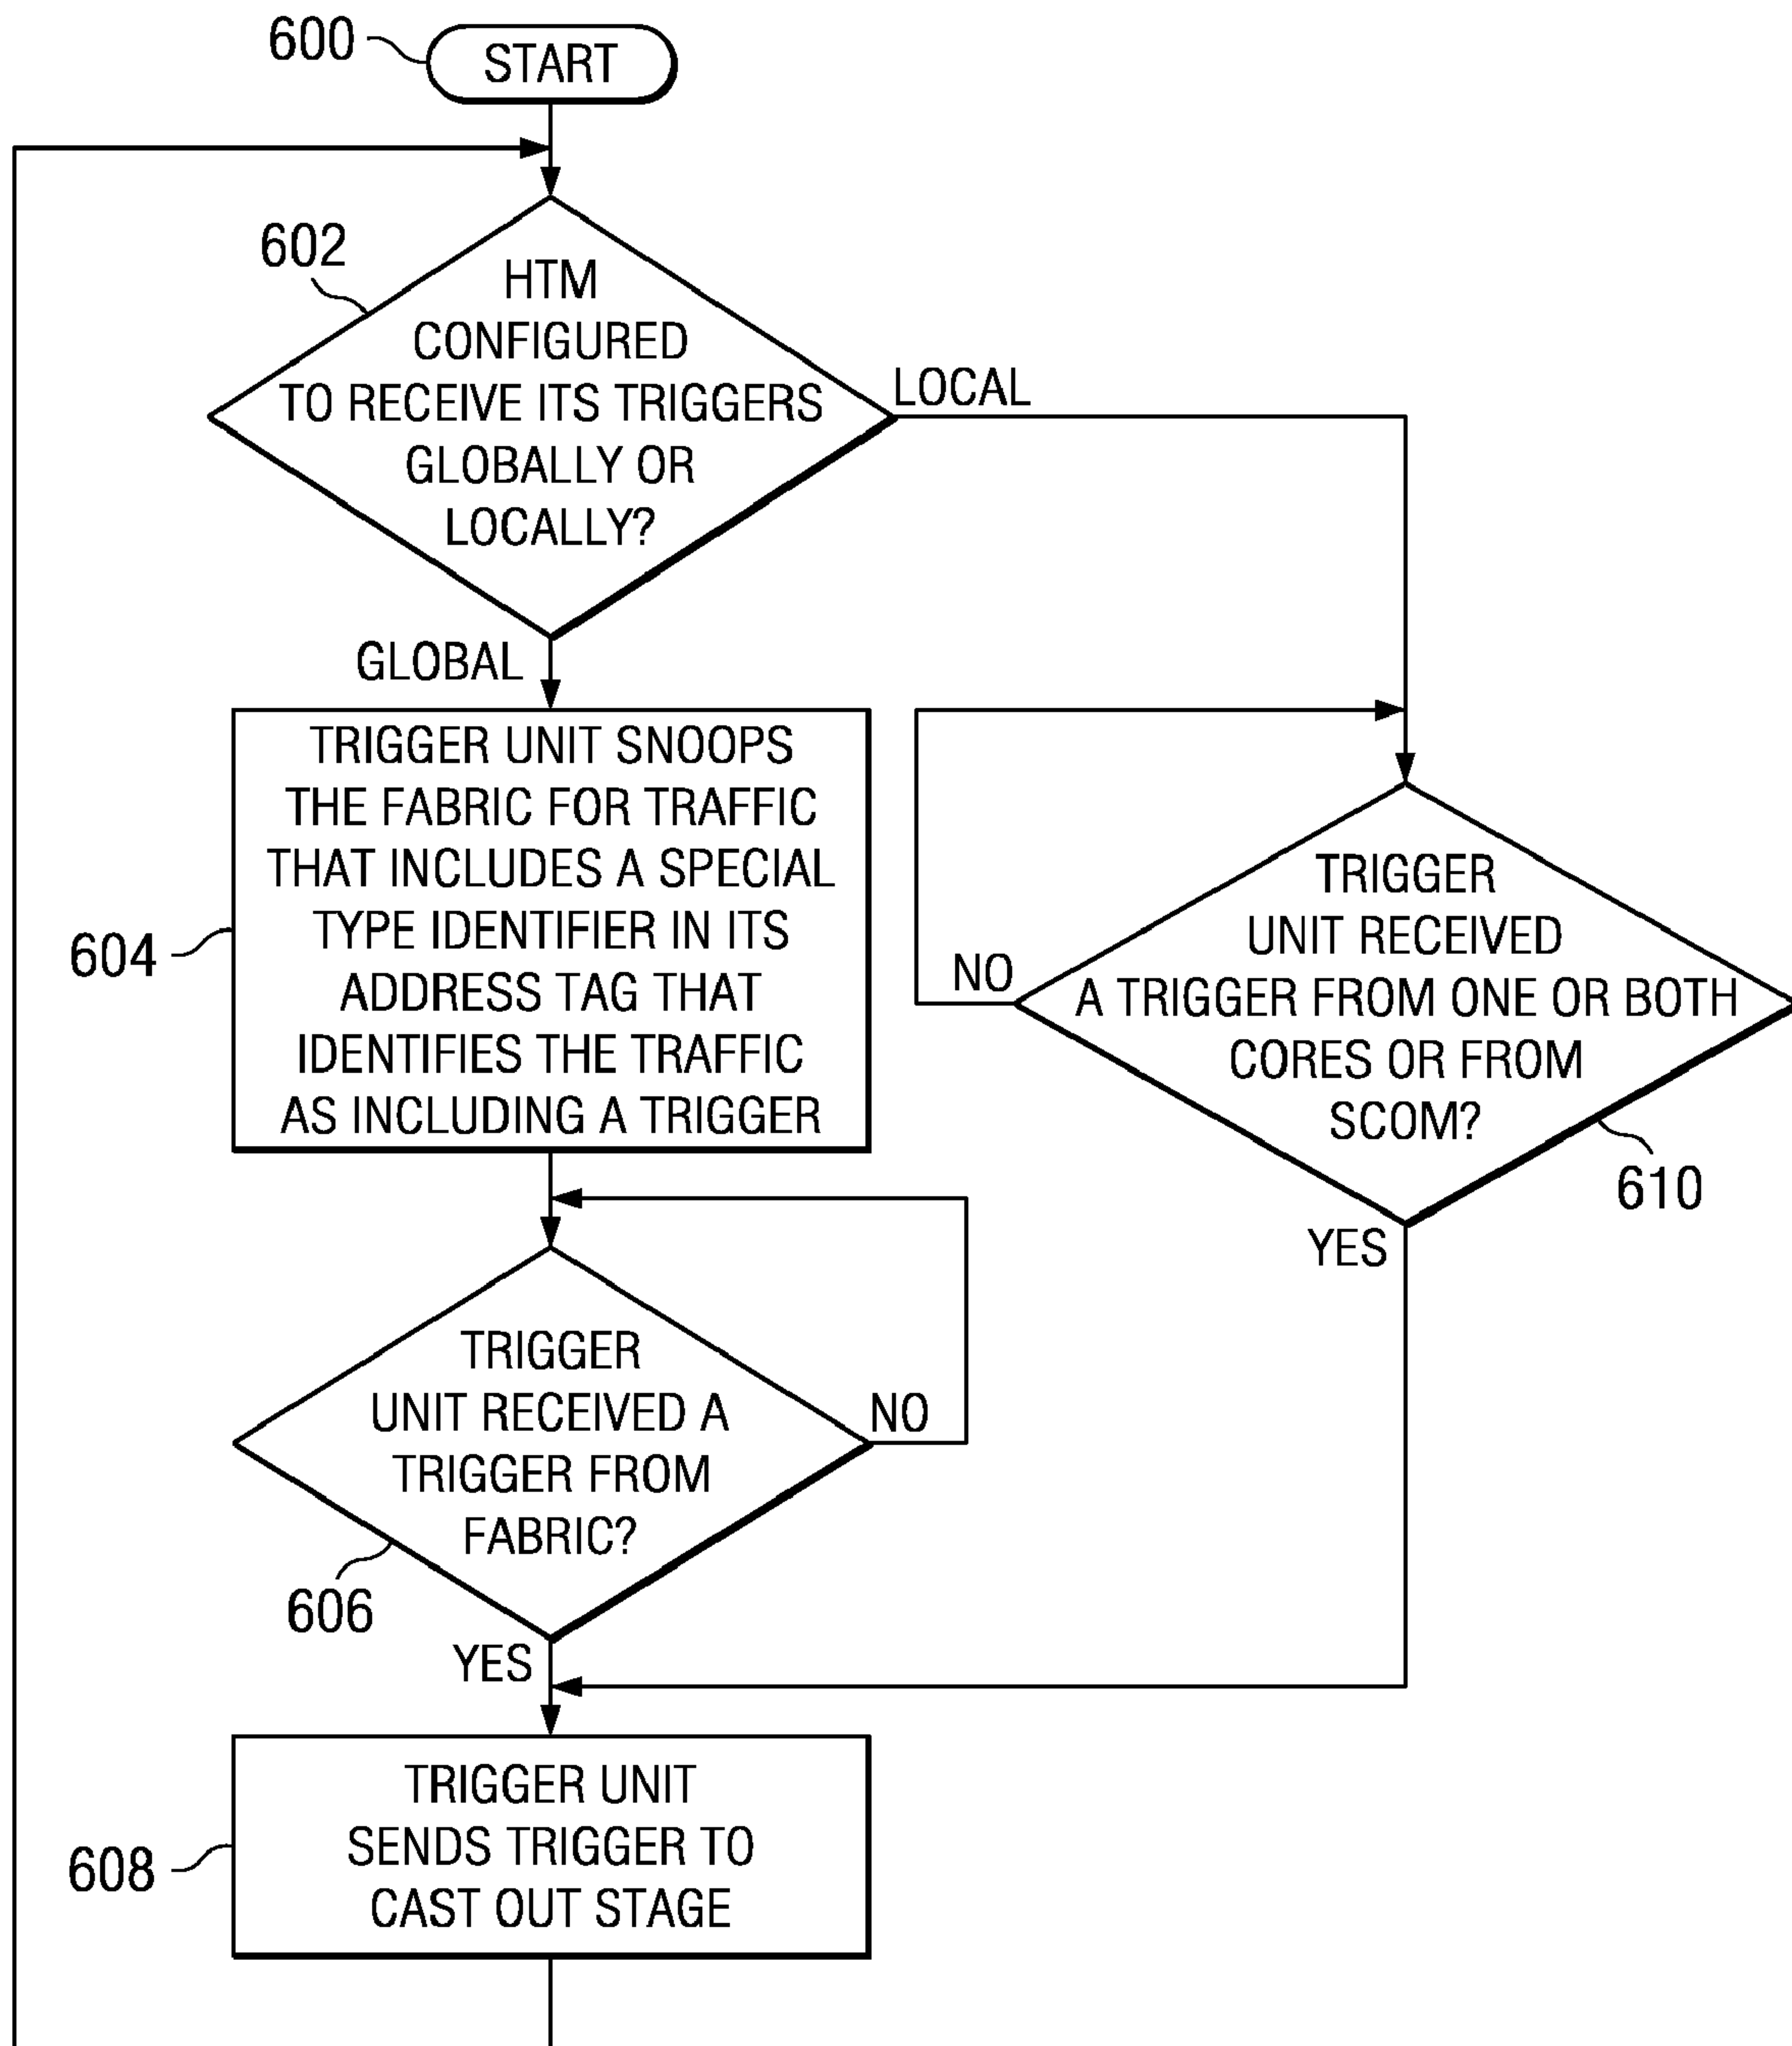 600
START
602
HTM
CONFIGURED
TO RECEIVE ITS TRIGGERS
GLOBALLY OR
LOCALLY?
LOCAL
GLOBAL
604
TRIGGER UNIT SNOOPS
THE FABRIC FOR TRAFFIC
THAT INCLUDES A SPECIAL
TYPE IDENTIFIER IN ITS
ADDRESS TAG THAT
IDENTIFIES THE TRAFFIC
AS INCLUDING A TRIGGER
TRIGGER
UNIT RECEIVED
A TRIGGER FROM ONE OR BOTH
CORES OR FROM
SCOM?
NO
610
YES
TRIGGER
UNIT RECEIVED A
TRIGGER FROM
FABRIC?
NO
606
YES
608
TRIGGER UNIT
SENDS TRIGGER TO
CAST OUT STAGE